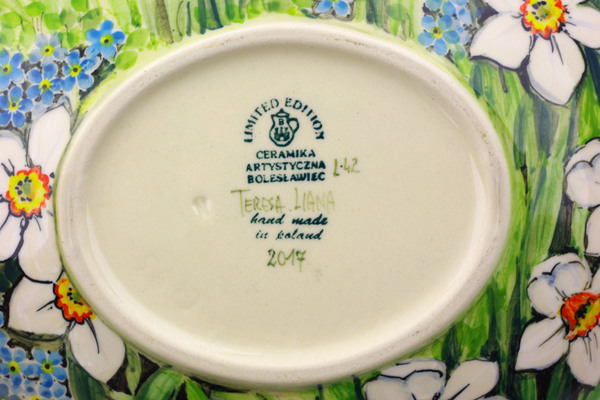 LIMITED EDITION
B
CERAMIKA
ARTYSTYCZNA L-42
BOLESŁAWIEC
TERESA LIANA
hand made
in poland
2017